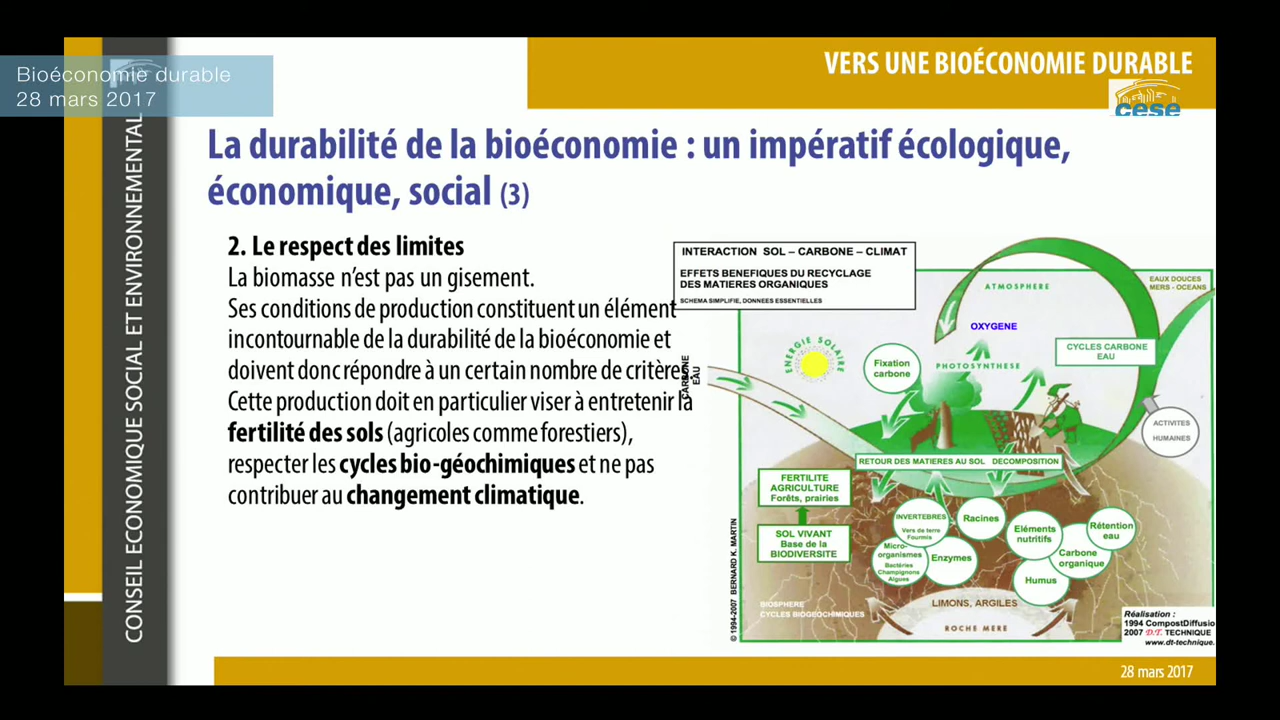 Bioéconomie durable
28 mars 2017
VERS UNE BIOÉCONOMIE DURABLE
cese
CONSEIL ECONOMIQUE SOCIAL ET ENVIRONNEMENTAL
La durabilité de la bioéconomie : un impératif écologique,
économique, social (3)
2. Le respect des limites
La biomasse n’est pas un gisement.
Ses conditions de production constituent un élément
incontournable de la durabilité de la bioéconomie et
doivent donc répondre à un certain nombre de critère
Cette production doit en particulier viser à entretenir la
fertilité des sols (agricoles comme forestiers),
respecter les cycles bio-géochimiques et ne pas
contribuer au changement climatique.
INTERACTION SOL – CARBONE – CLIMAT
EFFETS BENEFIQUES DU RECYCLAGE
DES MATIERES ORGANIQUES
SCHEMA SIMPLIFIE, DONNEES ESSENTIELLES
ATMOSPHERE
EAUX DOUCES
MERS - OCEANS
OXYGENE
ENERGIE SOLAIRE
CYCLES CARBONE
EAU
Fixation
carbone
PHOTOSYNTHESE
CARBONE
EAU
ACTIVITES
HUMAINES
RETOUR DES MATIERES AU SOL DECOMPOSITION
FERTILITE
AGRICULTURE
Forêts, prairies
SOL VIVANT
Base de la
BIODIVERSITE
INVERTEBRES
Vers de terre
Fourmis
Racines
Eléments
nutritifs
Rétention
eau
Micro-
organismes
Bactéries
Champignons
Algues
Enzymes
Carbone
organique
Humus
BIOSPHERE
CYCLES BIOGEOCHIMIQUES
LIMONS, ARGILES
ROCHE MERE
© 1994-2007 BERNARD K. MARTIN
Réalisation :
1994 CompostDiffusio
2007 D.T. TECHNIQUE
www.dt-technique.
28 mars 2017